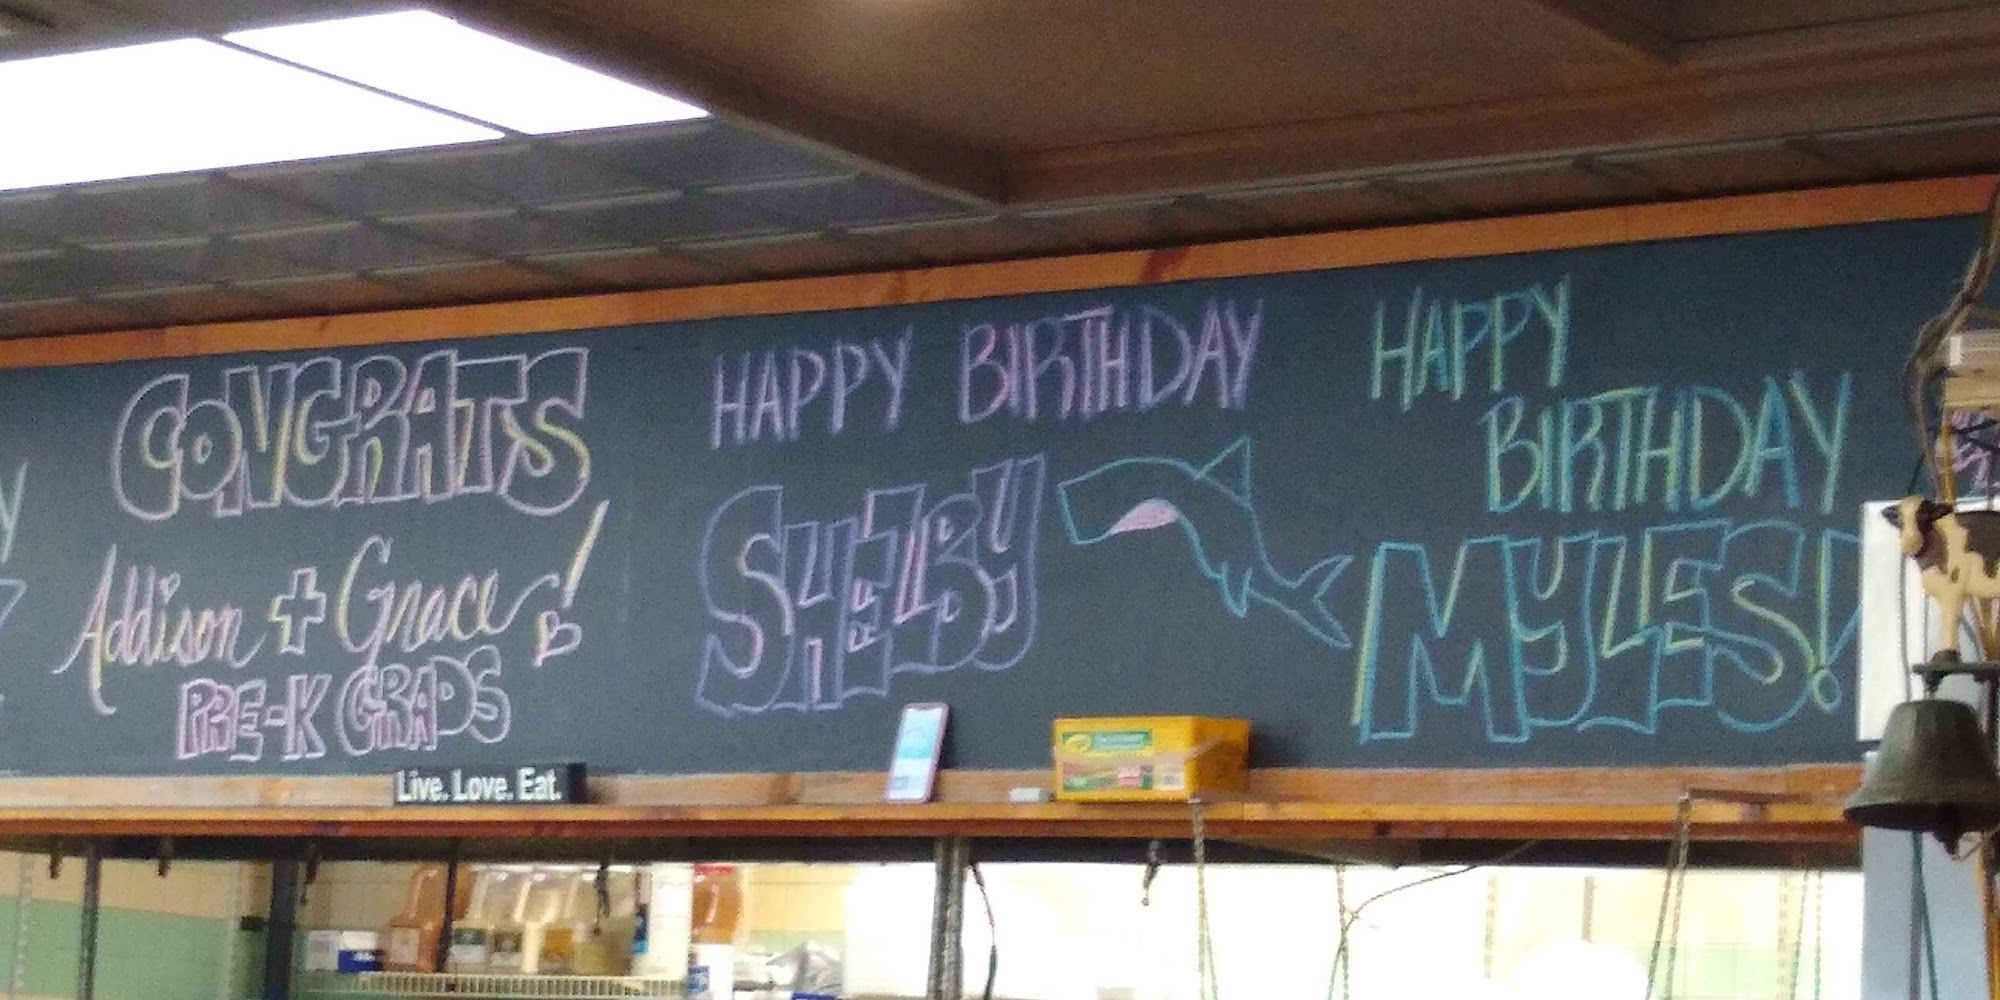 CONGRATS
Addison + Grace!
PRE-K GRADS
HAPPY BIRTHDAY
SHELBY
HAPPY
BIRTHDAY
MYLES!
Live. Love. Eat.